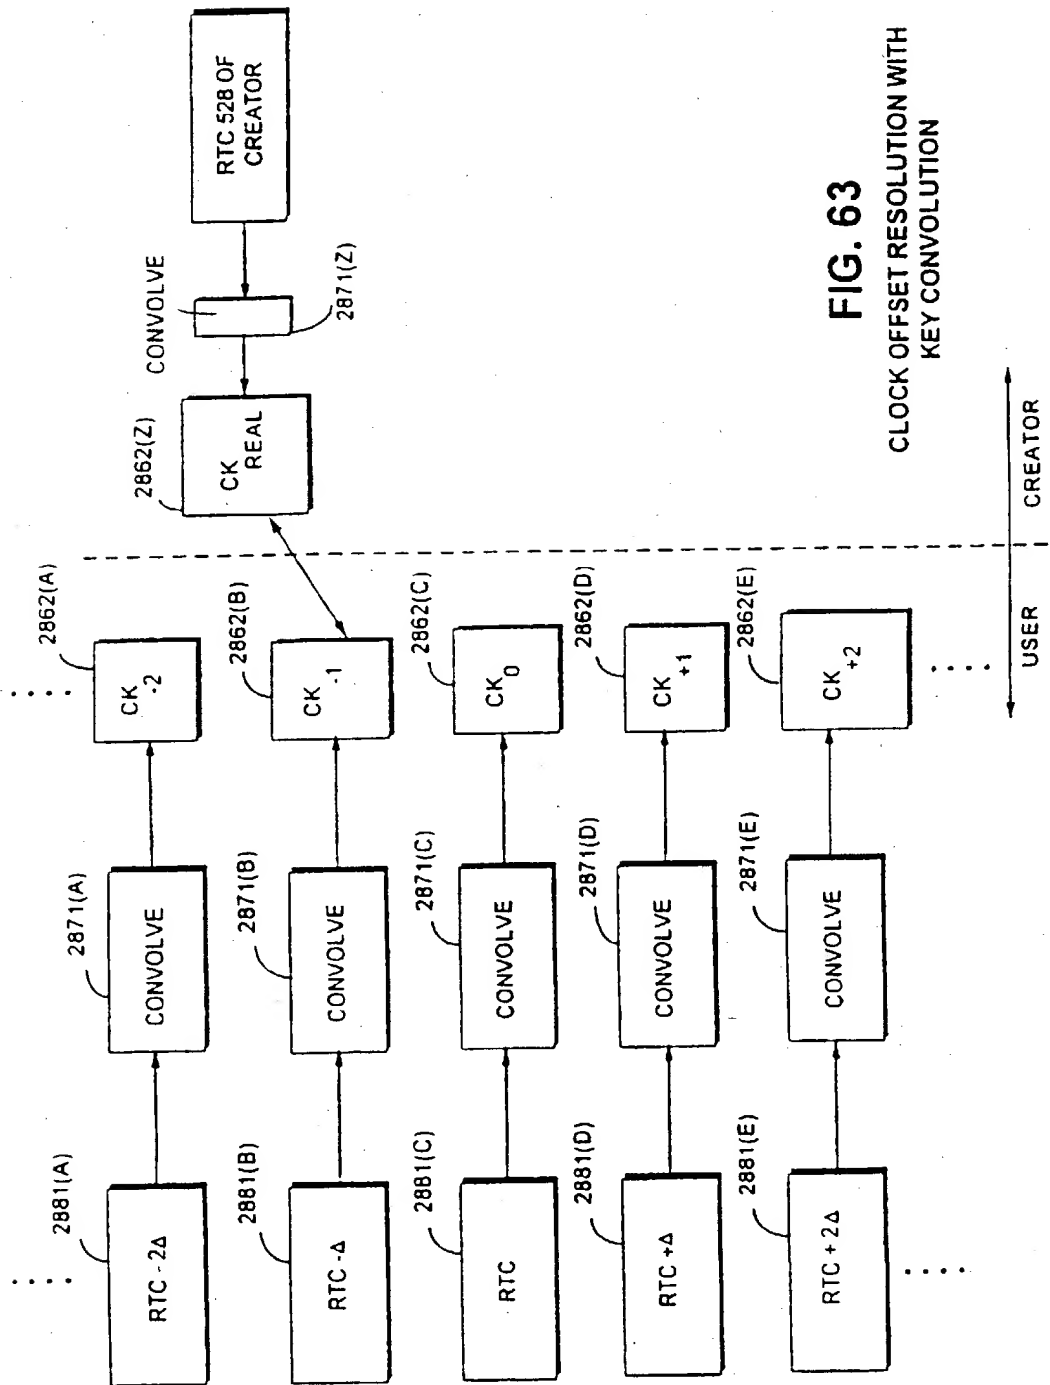 2881(A)
RTC - 2Δ
2871(A)
CONVOLVE
2862(A)
CK -2
2881(B)
RTC -Δ
2871(B)
CONVOLVE
2862(B)
CK -1
2881(C)
RTC
2871(C)
CONVOLVE
2862(C)
CK 0
2881(D)
RTC +Δ
2871(D)
CONVOLVE
2862(D)
CK +1
2881(E)
RTC + 2Δ
2871(E)
CONVOLVE
2862(E)
CK +2
2862(Z)
CK REAL
CONVOLVE
2871(Z)
RTC 528 OF
CREATOR
USER
CREATOR
FIG. 63
CLOCK OFFSET RESOLUTION WITH
KEY CONVOLUTION